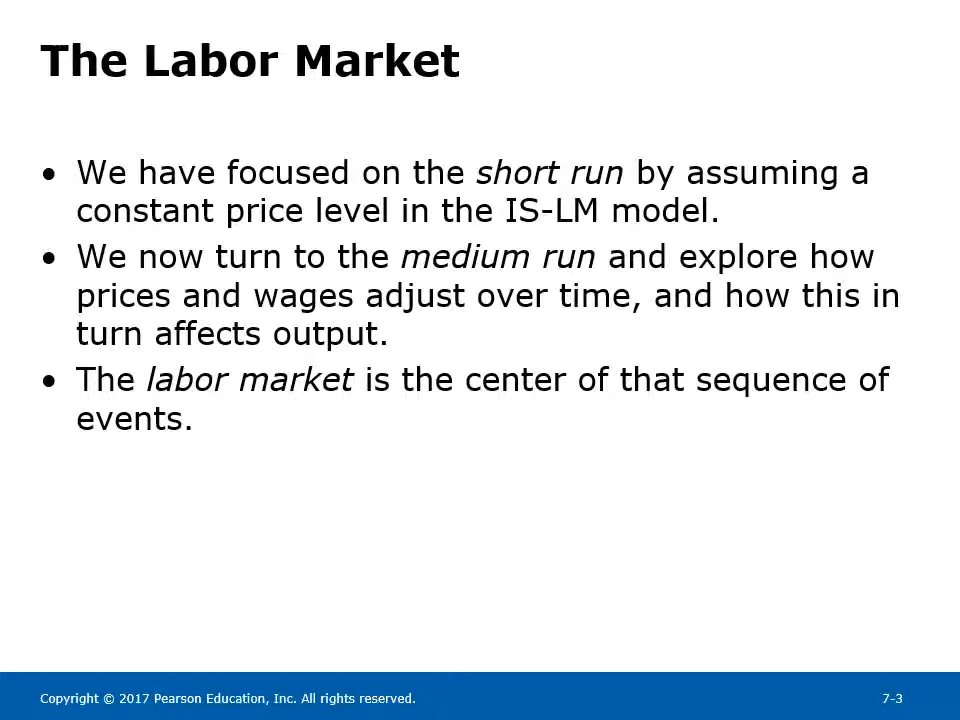 The Labor Market
• We have focused on the short run by assuming a
constant price level in the IS-LM model.
• We now turn to the medium run and explore how
prices and wages adjust over time, and how this in
turn affects output.
• The labor market is the center of that sequence of
events.
Copyright © 2017 Pearson Education, Inc. All rights reserved.
7-3